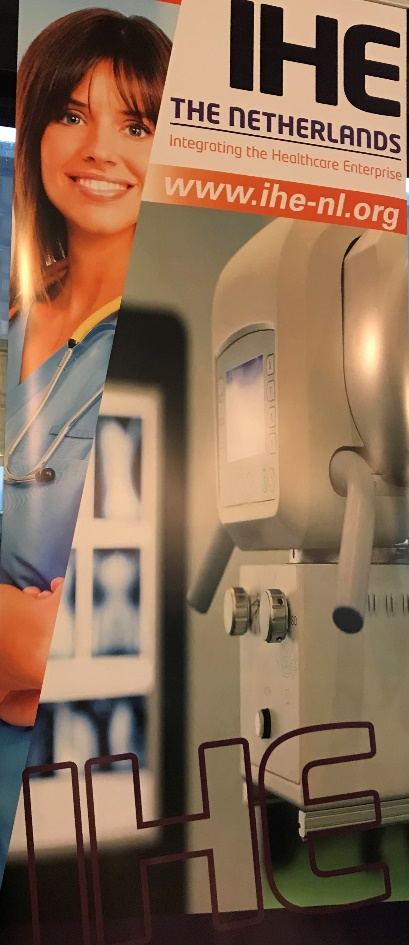 IHE
THE NETHERLANDS
Integrating the Healthcare Enterprise
www.ihe-nl.org
IHE